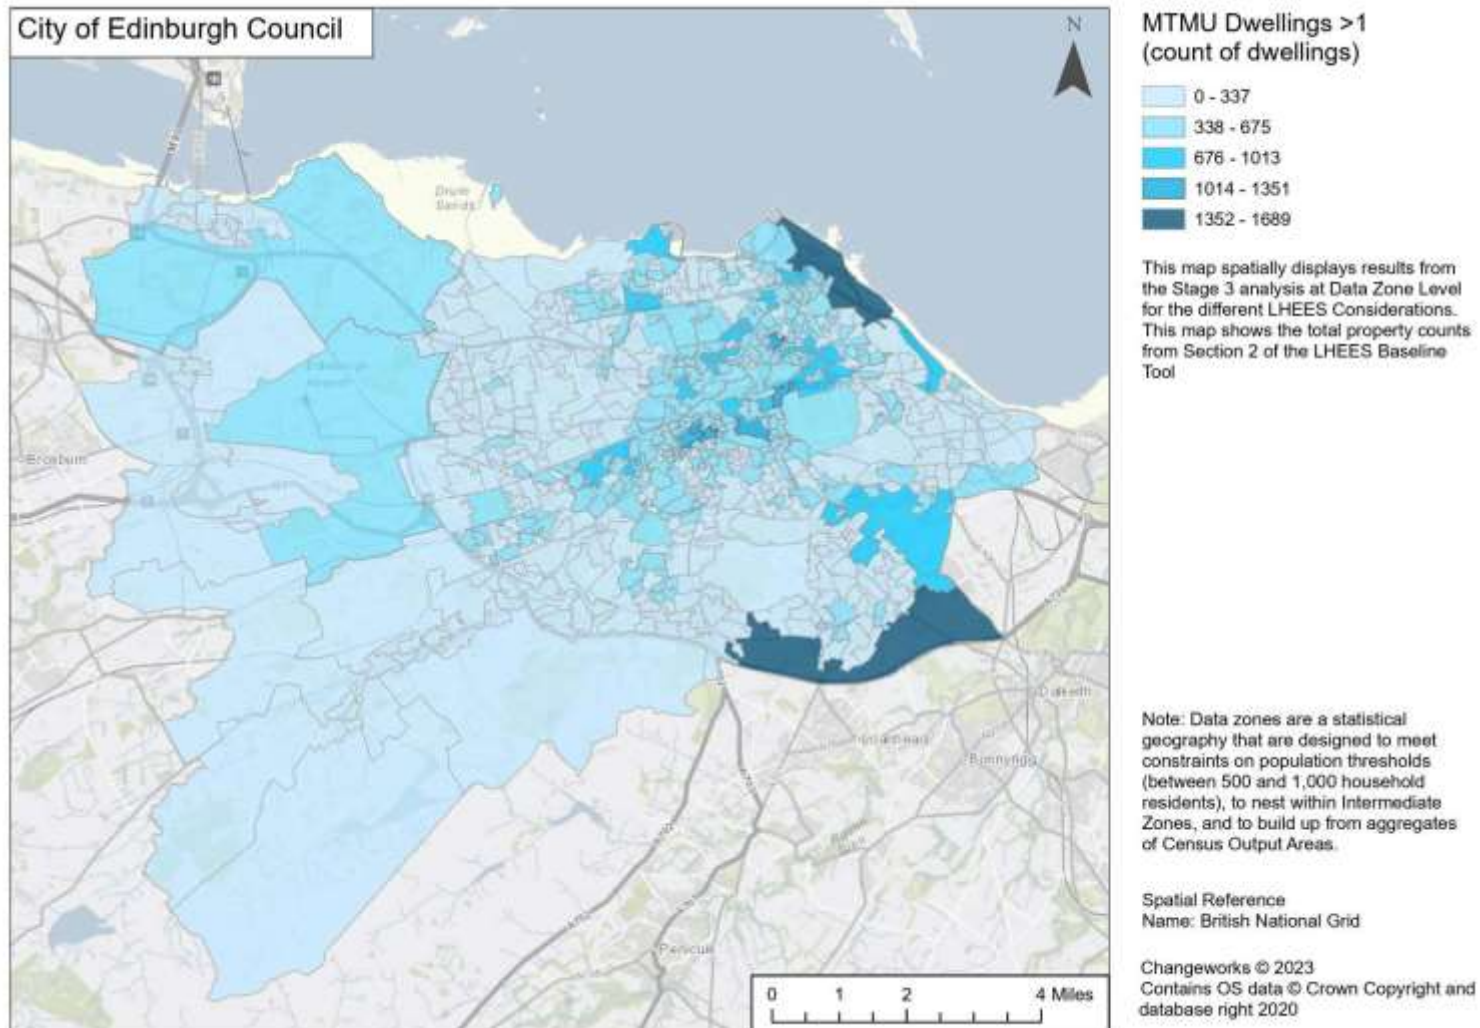 City of Edinburgh Council
N
MTMU Dwellings >1
(count of dwellings)
0 - 337
338 - 675
676 - 1013
1014 - 1351
1352 - 1689
This map spatially displays results from
the Stage 3 analysis at Data Zone Level
for the different LHEES Considerations.
This map shows the total property counts
from Section 2 of the LHEES Baseline
Tool
Drum
Sands
Broxburn
Dalkeith
Bonnyrigg
Penicuik
Note: Data zones are a statistical
geography that are designed to meet
constraints on population thresholds
(between 500 and 1,000 household
residents), to nest within Intermediate
Zones, and to build up from aggregates
of Census Output Areas.
Spatial Reference
Name: British National Grid
Changeworks © 2023
Contains OS data © Crown Copyright and
database right 2020
0 1 2 4 Miles